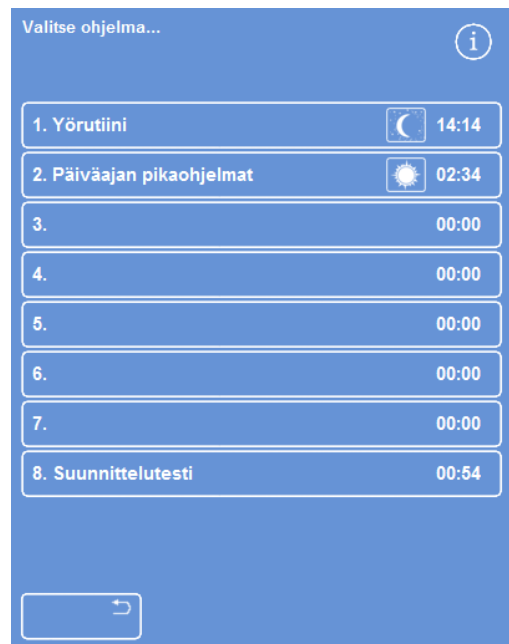 Valitse ohjelma...
i
1. Yörutiini 14:14
2. Päiväajan pikaohjelmat 02:34
3. 00:00
4. 00:00
5. 00:00
6. 00:00
7. 00:00
8. Suunnittelutesti 00:54